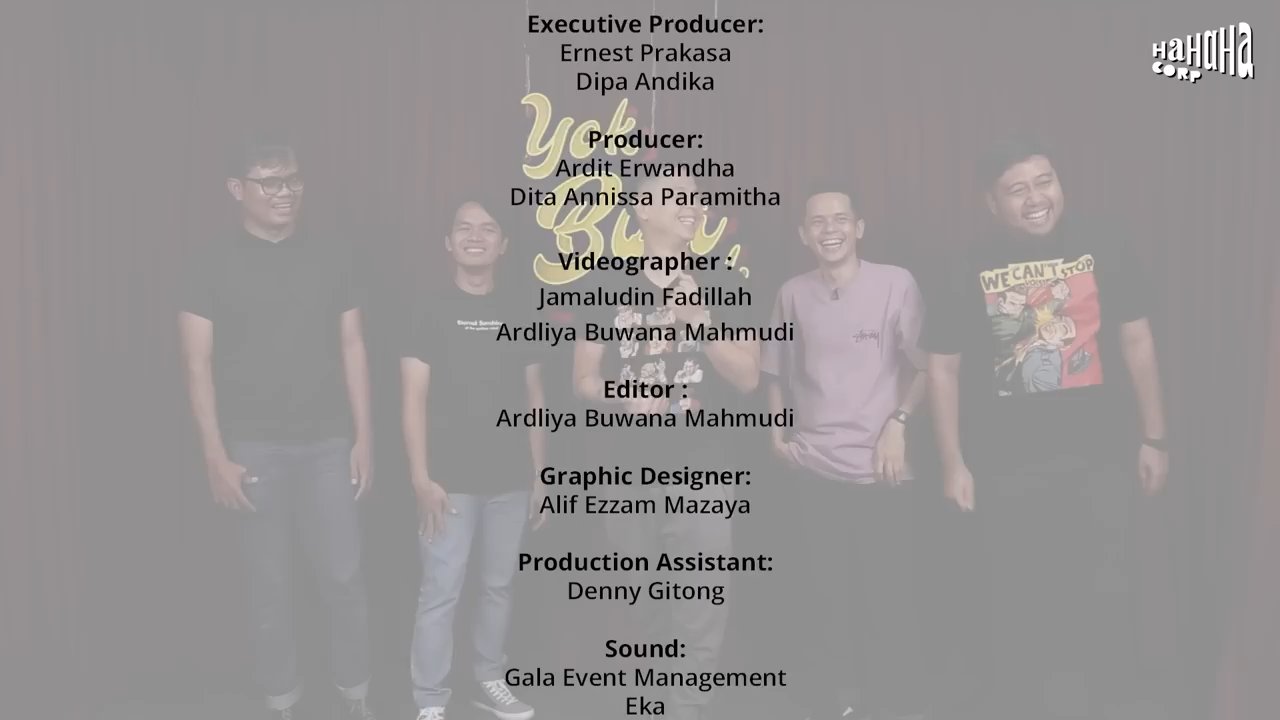 Executive Producer:
Ernest Prakasa
Dipa Andika
HaHaHa
CORP
Producer:
Ardit Erwandha
Dita Annissa Paramitha
Yok
Bun,
Videographer :
Jamaludin Fadillah
Ardliya Buwana Mahmudi
WE CAN'T STOP
Editor :
Ardliya Buwana Mahmudi
Graphic Designer:
Alif Ezzam Mazaya
Production Assistant:
Denny Gitong
Sound:
Gala Event Management
Eka